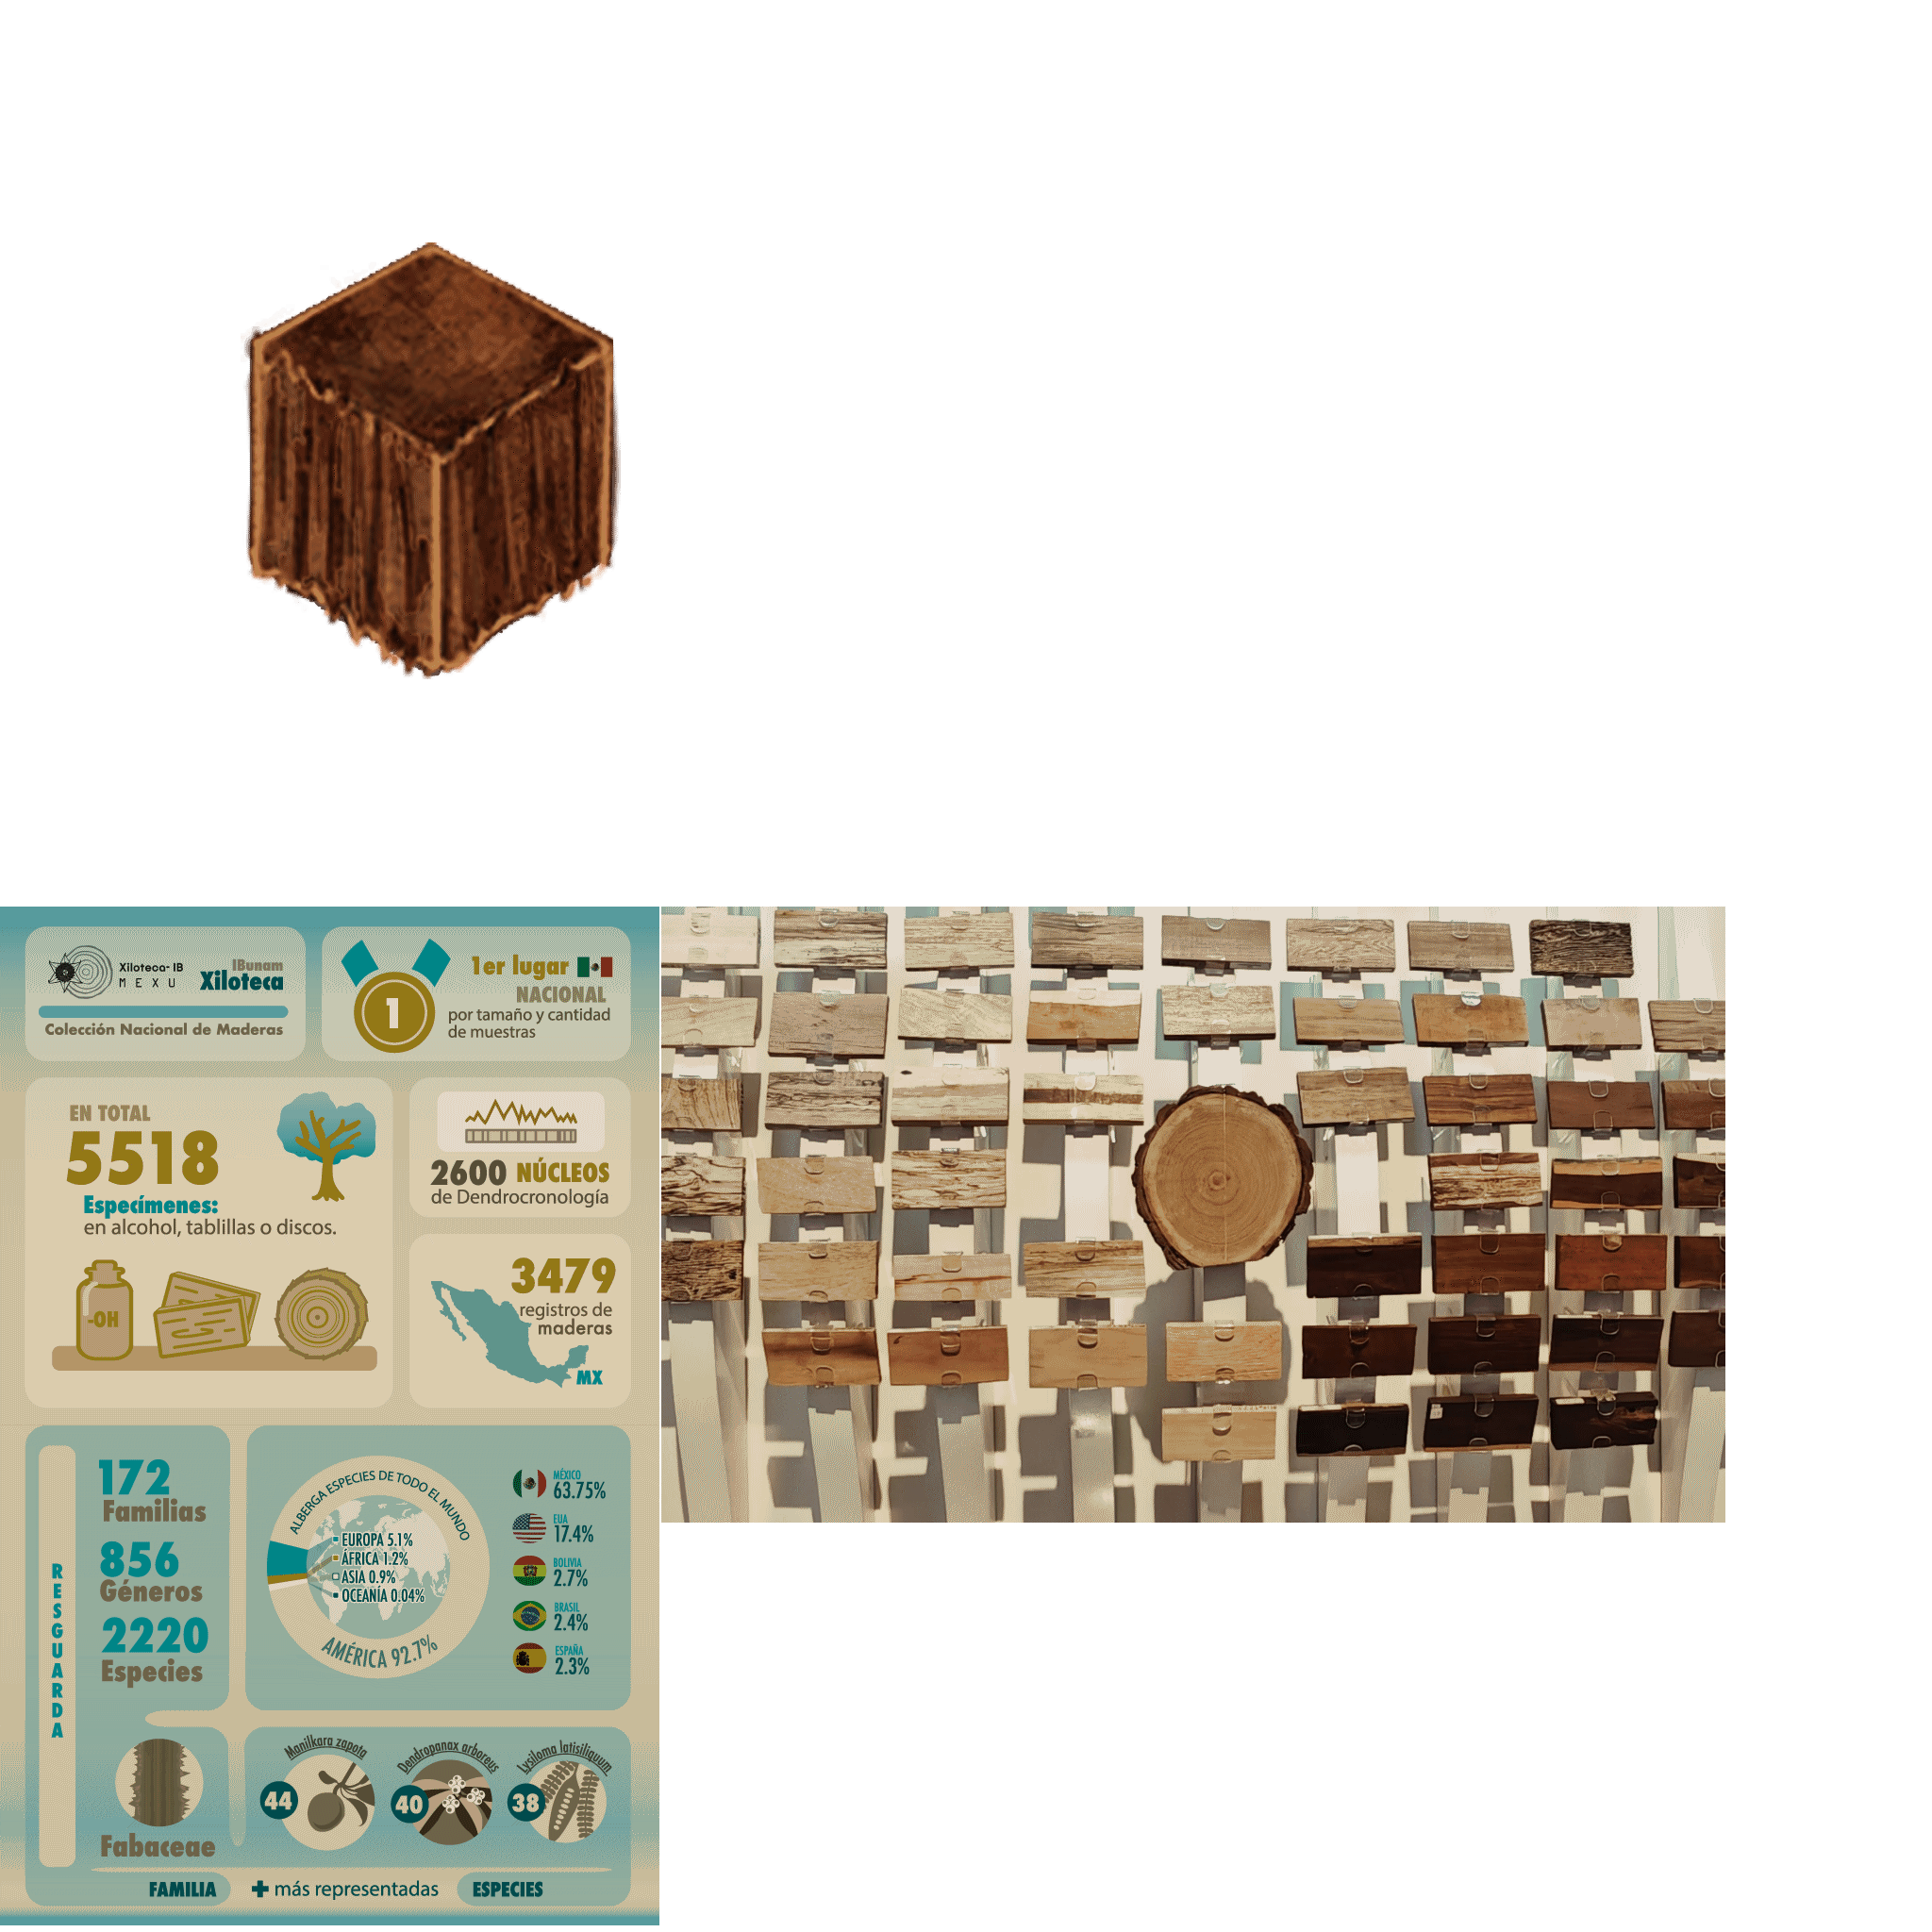 Xiloteca-IB
MEXU
IBunam
Xiloteca
Colección Nacional de Maderas
1
1er lugar
NACIONAL
por tamaño y cantidad
de muestras
EN TOTAL
5518
Especímenes:
en alcohol, tablillas o discos.
-OH
2600 NÚCLEOS
de Dendrocronología
3479
registros de
maderas
MX
RESGUARDA
172
Familias
856
Géneros
2220
Especies
ALBERGA ESPECIES DE TODO EL MUNDO
EUROPA 5.1%
ÁFRICA 1.2%
ASIA 0.9%
OCEANÍA 0.04%
AMÉRICA 92.7%
MÉXICO
63.75%
EUA
17.4%
BOLIVIA
2.7%
BRASIL
2.4%
ESPAÑA
2.3%
Fabaceae
Manilkara zapota
44
Dendropanax arboreus
40
Lysiloma latisiliquum
38
FAMILIA
+ más representadas
ESPECIES